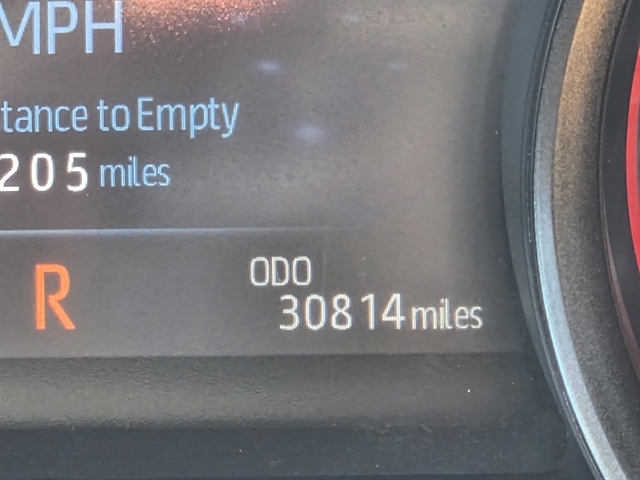 MPH
tance to Empty
205 miles
R
ODO
30814 miles